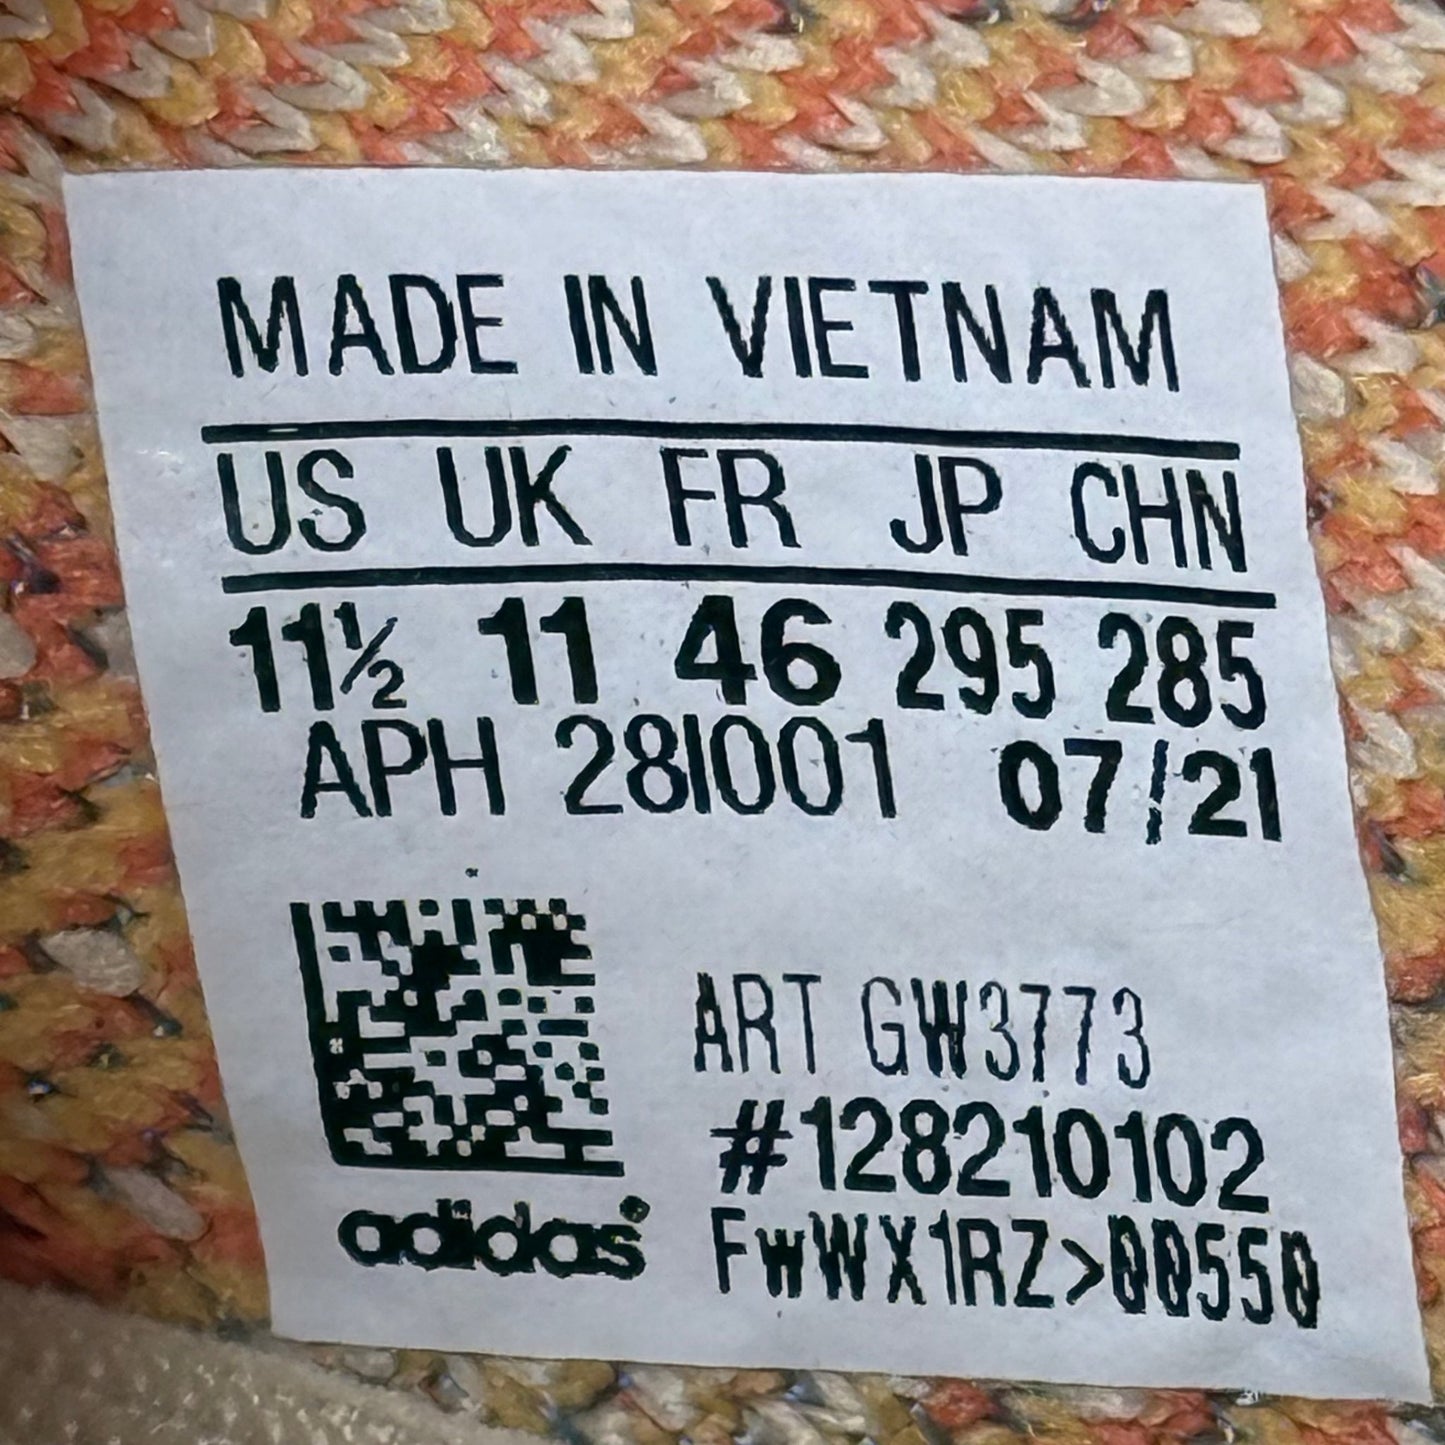 MADE IN VIETNAM
US UK FR JP CHN
11½ 11 46 295 285
APH 28I001 07/21
ART GW3773
#128210102
FwWX1RZ>00550
adidas®